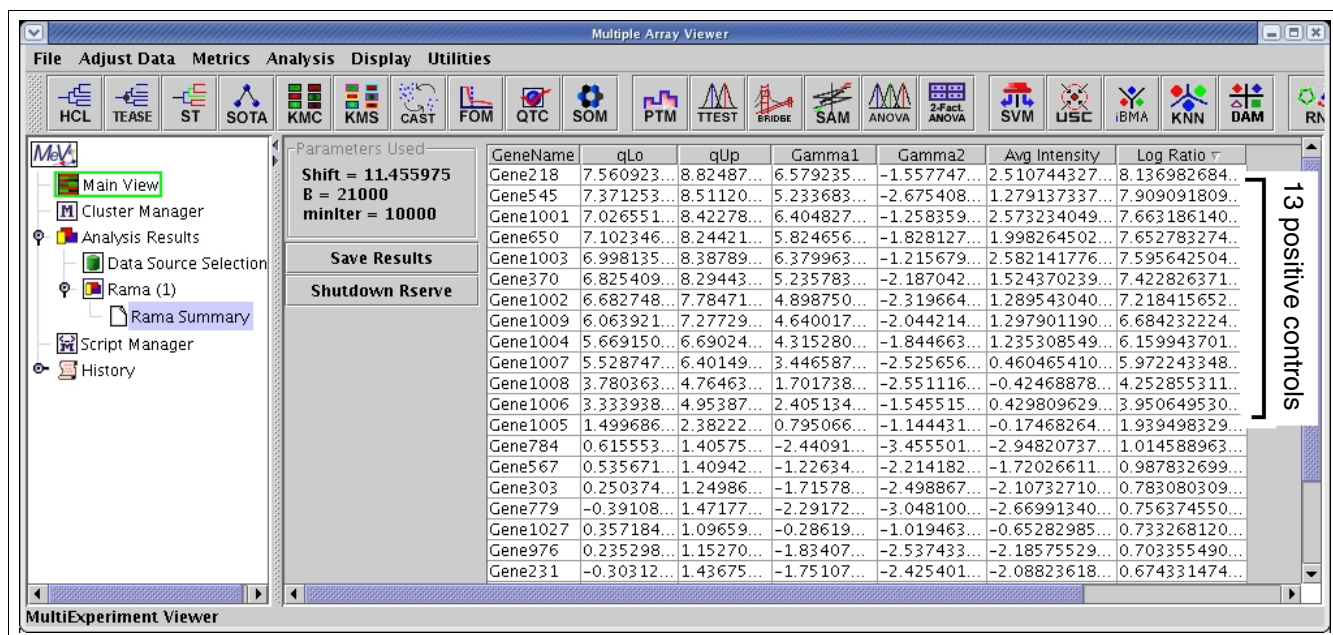 Multiple Array Viewer
File Adjust Data Metrics Analysis Display Utilities
HCL TEASE ST SOTA KMC KMS CAST FOM QTC SOM PTM TTEST BRIDGE SAM ANOVA 2-Fact. ANOVA SVM USC iBMA KNN DAM RN
MeV
Main View
Cluster Manager
Analysis Results
Data Source Selection
Rama (1)
Rama Summary
Script Manager
History
Parameters Used
Shift = 11.455975
B = 21000
minIter = 10000
Save Results
Shutdown Rserve
GeneName qLo qUp Gamma1 Gamma2 Avg Intensity Log Ratio
Gene218 7.560923... 8.82487... 6.579235... -1.557747... 2.510744327... 8.136982684...
Gene545 7.371253... 8.51120... 5.233683... -2.675408... 1.279137337... 7.909091809...
Gene1001 7.026551... 8.42278... 6.404827... -1.258359... 2.573234049... 7.663186140...
Gene650 7.102346... 8.24421... 5.824656... -1.828127... 1.998264502... 7.652783274...
Gene1003 6.998135... 8.38789... 6.379963... -1.215679... 2.582141776... 7.595642504...
Gene370 6.825409... 8.29443... 5.235783... -2.187042... 1.524370239... 7.422826371...
Gene1002 6.682748... 7.78471... 4.898750... -2.319664... 1.289543040... 7.218415652...
Gene1009 6.063921... 7.27729... 4.640017... -2.044214... 1.297901190... 6.684232224...
Gene1004 5.669150... 6.69024... 4.315280... -1.844663... 1.235308549... 6.159943701...
Gene1007 5.528747... 6.40149... 3.446587... -2.525656... 0.460465410... 5.972243348...
Gene1008 3.780363... 4.76463... 1.701738... -2.551116... -0.42468878... 4.252855311...
Gene1006 3.333938... 4.95387... 2.405134... -1.545515... 0.429809629... 3.950649530...
Gene1005 1.499686... 2.38222... 0.795066... -1.144431... -0.17468264... 1.939498329...
Gene784 0.615553... 1.40575... -2.44091... -3.455501... -2.94820737... 1.014588963...
Gene567 0.535671... 1.40942... -1.22634... -2.214182... -1.72026611... 0.987832699...
Gene303 0.250374... 1.24986... -1.71578... -2.498867... -2.10732710... 0.783080309...
Gene779 -0.39108... 1.47177... -2.29172... -3.048100... -2.66991340... 0.756374550...
Gene1027 0.357184... 1.09659... -0.28619... -1.019463... -0.65282985... 0.733268120...
Gene976 0.235298... 1.15270... -1.83407... -2.537433... -2.18575529... 0.703355490...
Gene231 -0.30312... 1.43675... -1.75107... -2.425401... -2.08823618... 0.674331474...
13 positive controls
MultiExperiment Viewer